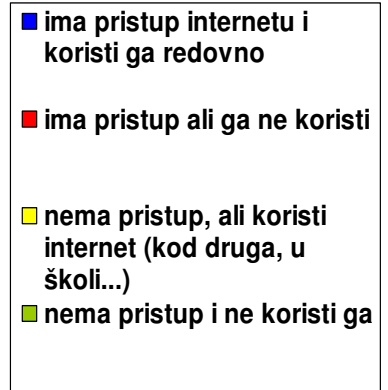 ima pristup internetu i
koristi ga redovno
ima pristup ali ga ne koristi
nema pristup, ali koristi
internet (kod druga, u
školi...)
nema pristup i ne koristi ga